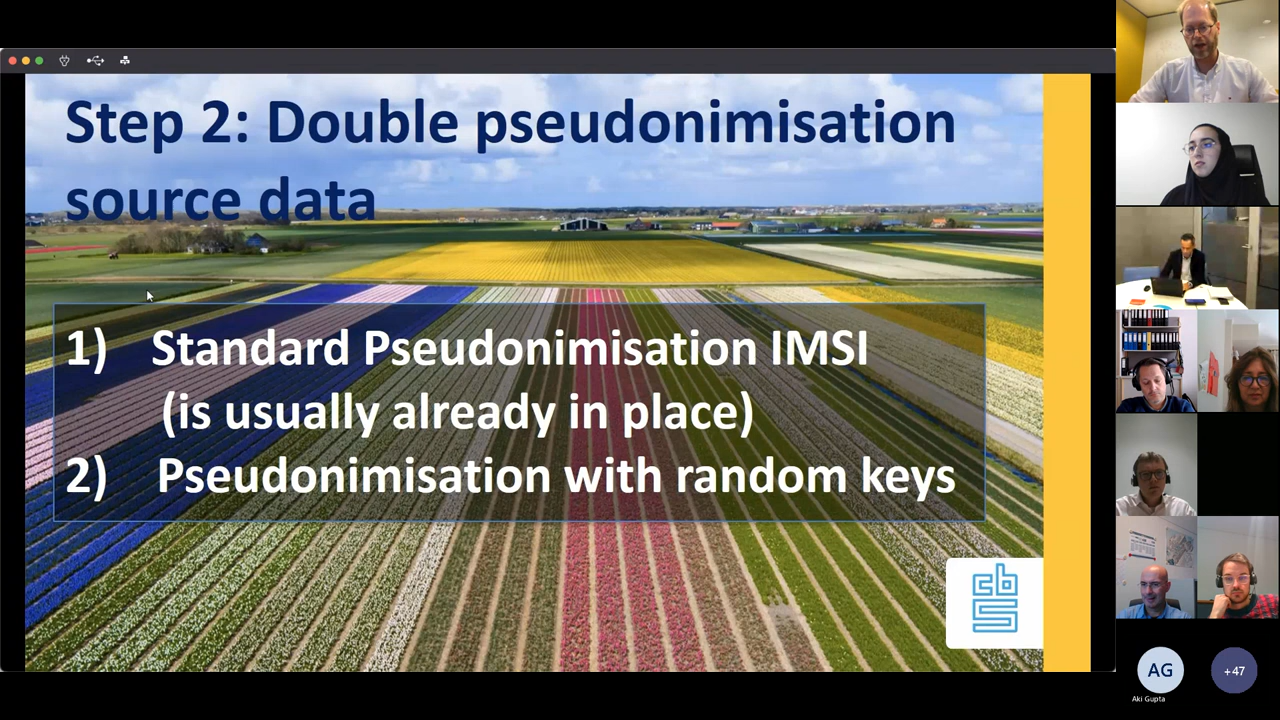 Step 2: Double pseudonimisation
source data
1) Standard Pseudonimisation IMSI
(is usually already in place)
2) Pseudonimisation with random keys
cbs
AG
Aki Gupta
+47